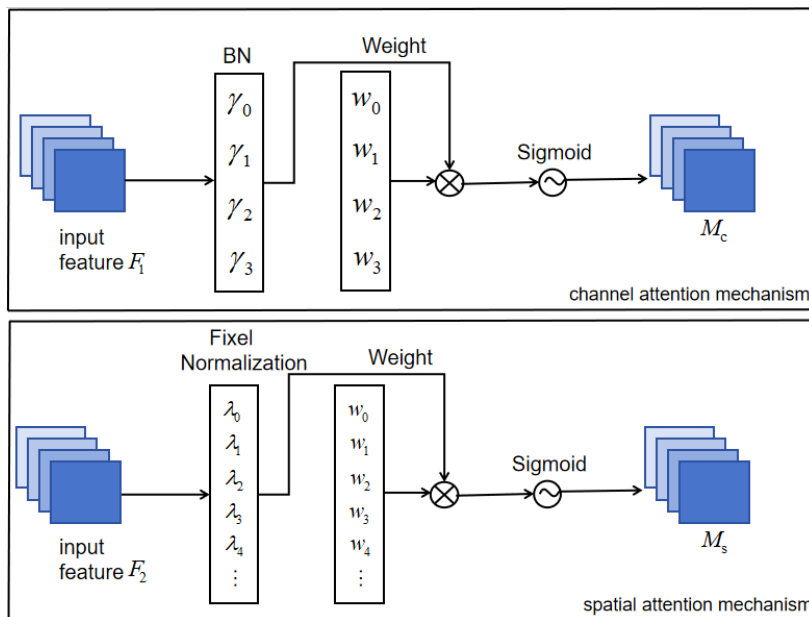 BN
Weight
γ0
γ1
γ2
γ3
w0
w1
w2
w3
Sigmoid
input
feature F1
Mc
channel attention mechanism
Fixel
Normalization
Weight
λ0
λ1
λ2
λ3
λ4
⋮
w0
w1
w2
w3
w4
⋮
Sigmoid
input
feature F2
Ms
spatial attention mechanism